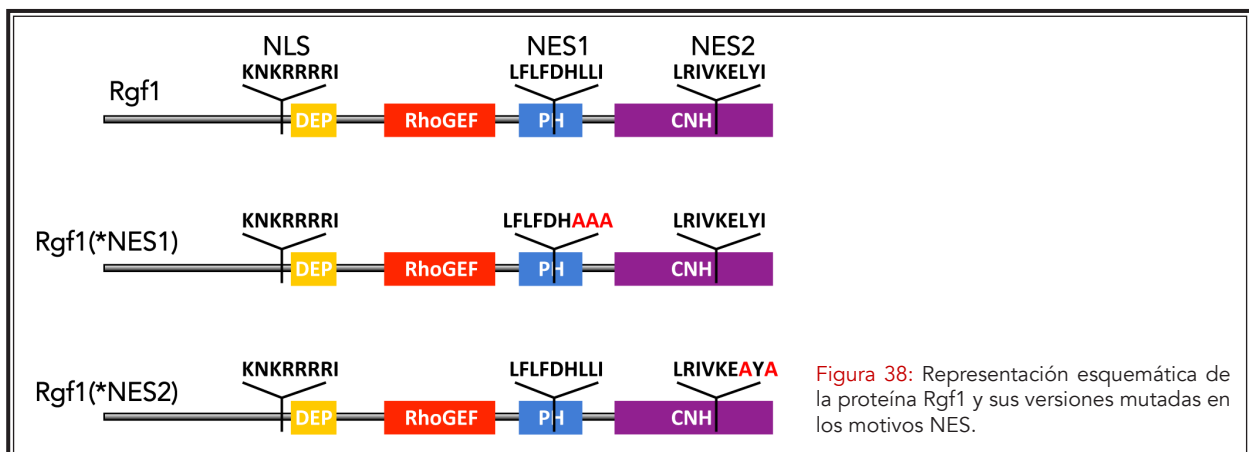 NLS NES1 NES2
KNKRRRRI LFLFDHLLI LRIVKELYI
Rgf1
DEP RhoGEF PH CNH
KNKRRRRI LFLFDHAAA LRIVKELYI
Rgf1(*NES1)
DEP RhoGEF PH CNH
KNKRRRRI LFLFDHLLI LRIVKEAYA
Rgf1(*NES2)
DEP RhoGEF PH CNH
Figura 38: Representación esquemática de
la proteína Rgf1 y sus versiones mutadas en
los motivos NES.